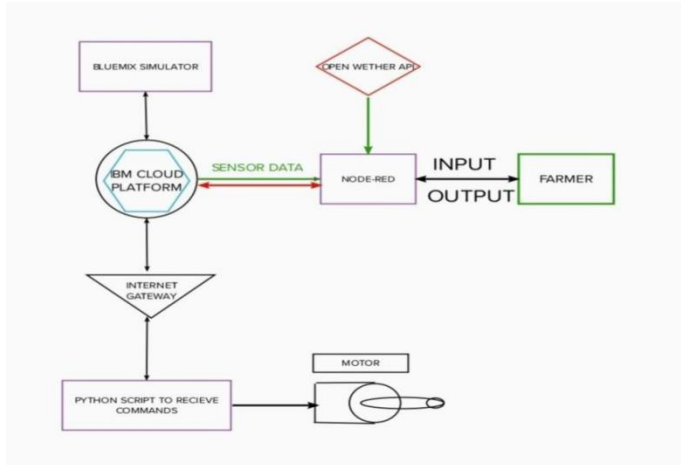 BLUEMIX SIMULATOR
OPEN WETHER API
IBM CLOUD
PLATFORM
SENSOR DATA
NODE-RED
INPUT
OUTPUT
FARMER
INTERNET
GATEWAY
MOTOR
PYTHON SCRIPT TO RECIEVE
COMMANDS